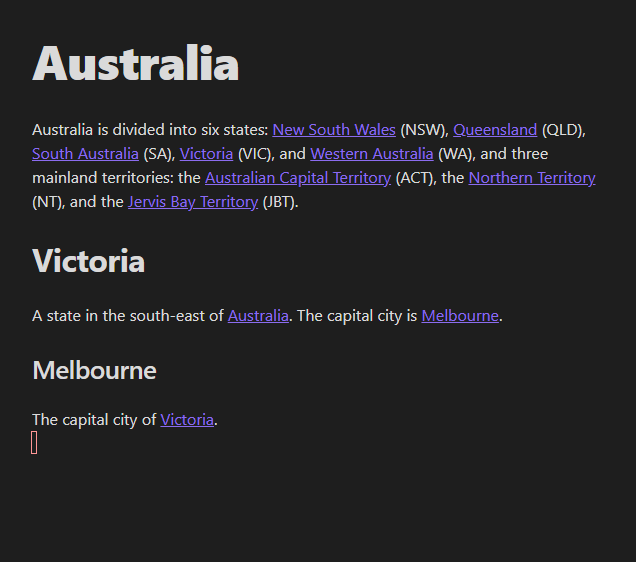 Australia
Australia is divided into six states: New South Wales (NSW), Queensland (QLD),
South Australia (SA), Victoria (VIC), and Western Australia (WA), and three
mainland territories: the Australian Capital Territory (ACT), the Northern Territory
(NT), and the Jervis Bay Territory (JBT).
Victoria
A state in the south-east of Australia. The capital city is Melbourne.
Melbourne
The capital city of Victoria.